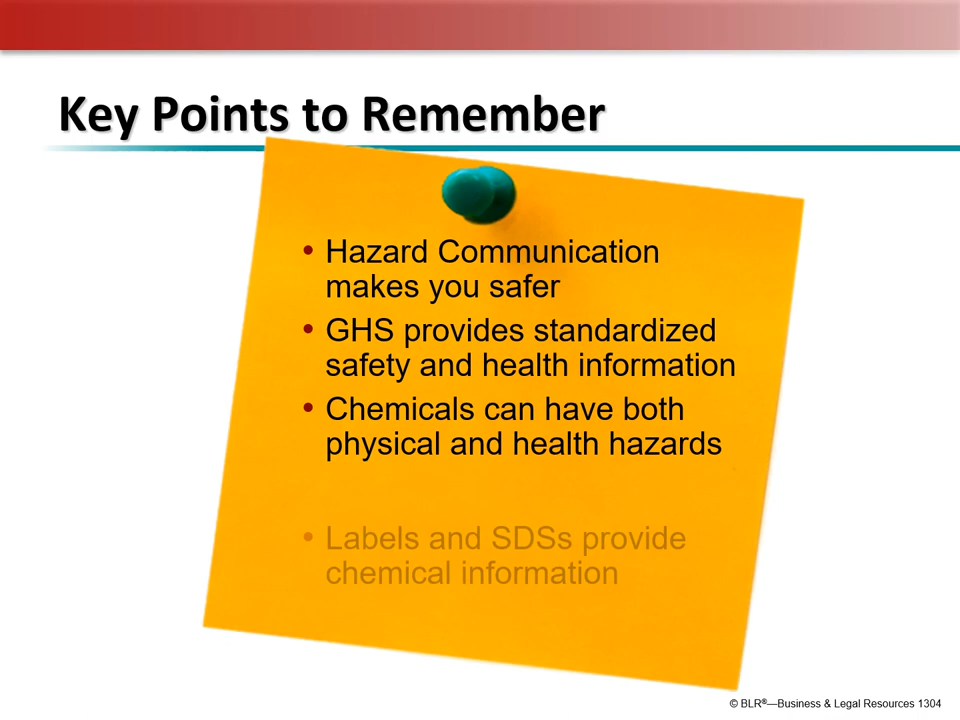 Key Points to Remember
• Hazard Communication
makes you safer
• GHS provides standardized
safety and health information
• Chemicals can have both
physical and health hazards
• Labels and SDSs provide
chemical information
© BLR®—Business & Legal Resources 1304